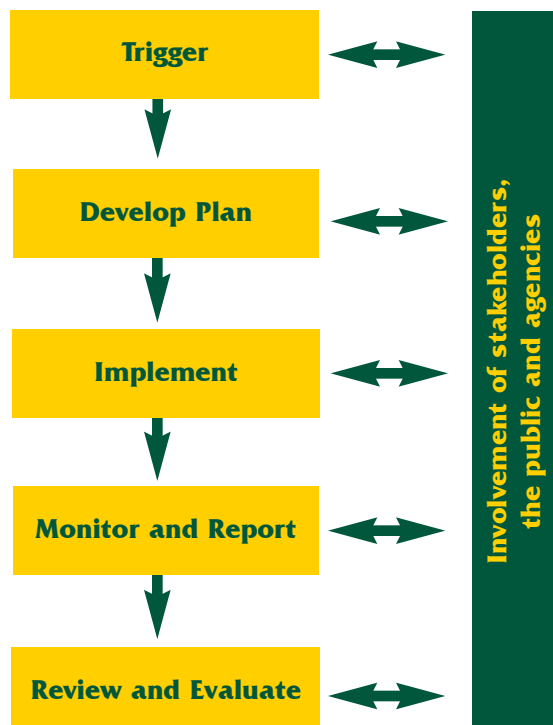 Trigger
Develop Plan
Implement
Monitor and Report
Review and Evaluate
Involvement of stakeholders,
the public and agencies